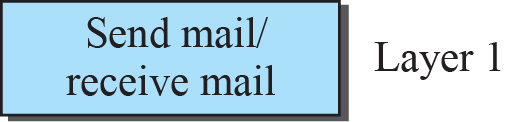 Send mail/
receive mail
Layer 1